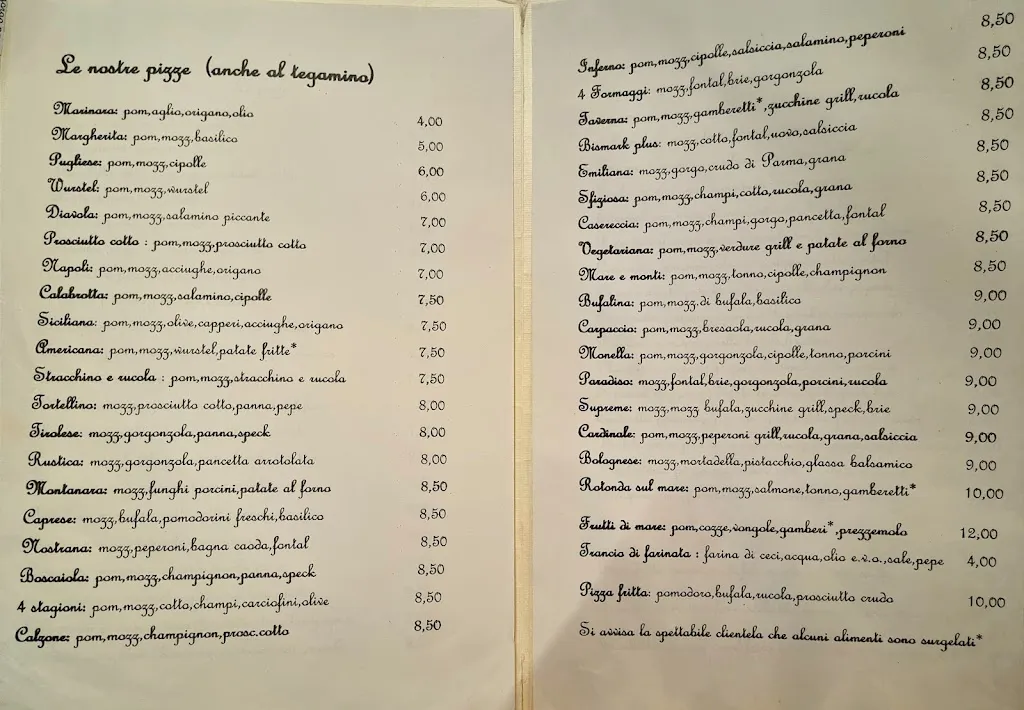 Le nostre pizze (anche al tegamino)
Marinara: pom,aglio,origano,olio 4,00
Margherita: pom,mozz,basilico 5,00
Pugliese: pom,mozz,cipolle 6,00
Wurstel: pom,mozz,wurstel 6,00
Diavola: pom,mozz,salamino piccante 7,00
Prosciutto cotto : pom,mozz,prosciutto cotto 7,00
Napoli: pom,mozz,acciughe,origano 7,00
Calabrotta: pom,mozz,salamino,cipolle 7,50
Siciliana: pom,mozz,olive,capperi,acciughe,origano 7,50
Americana: pom,mozz,wurstel,patate fritte* 7,50
Stracchino e rucola : pom,mozz,stracchino e rucola 7,50
Tortellino: mozz,prosciutto cotto,panna,pepe 8,00
Tirolese: mozz,gorgonzola,panna,speck 8,00
Rustica: mozz,gorgonzola,pancetta arrotolata 8,00
Montanara: mozz,funghi porcini,patate al forno 8,50
Caprese: mozz,bufala,pomodorini freschi,basilico 8,50
Nostrana: mozz,peperoni,bagna caoda,fontal 8,50
Boscaiola: pom,mozz,champignon,panna,speck 8,50
4 stagioni: pom,mozz,cotto,champi,carciofini,olive 8,50
Calzone: pom,mozz,champignon,prosc.cotto 8,50
Inferno: pom,mozz,cipolle,salsiccia,salamino,peperoni 8,50
4 Formaggi: mozz,fontal,brie,gorgonzola 8,50
Taverna: pom,mozz,gamberetti*,zucchine grill,rucola 8,50
Bismark plus: mozz,cotto,fontal,uovo,salsiccia 8,50
Emiliana: mozz,gorgo,crudo di Parma,grana 8,50
Sfiziosa: pom,mozz,champi,cotto,rucola,grana 8,50
Casereccia: pom,mozz,champi,gorgo,pancetta,fontal 8,50
Vegetariana: pom,mozz,verdure grill e patate al forno 8,50
Mare e monti: pom,mozz,tonno,cipolle,champignon 8,50
Bufalina: pom,mozz.di bufala,basilico 9,00
Carpaccio: pom,mozz,bresaola,rucola,grana 9,00
Monella: pom,mozz,gorgonzola,cipolle,tonno,porcini 9,00
Paradiso: mozz,fontal,brie,gorgonzola,porcini,rucola 9,00
Supreme: mozz,mozz bufala,zucchine grill,speck,brie 9,00
Cardinale: pom,mozz,peperoni grill,rucola,grana,salsiccia 9,00
Bolognese: mozz,mortadella,pistacchio,glassa balsamico 9,00
Rotonda sul mare: pom,mozz,salmone,tonno,gamberetti* 10,00
Frutti di mare: pom,cozze,vongole,gamberi*,prezzemolo 12,00
Trancio di farinata : farina di ceci,acqua,olio e.v.o.,sale,pepe 4,00
Pizza fritta: pomodoro,bufala,rucola,prosciutto crudo 10,00
Si avvisa la spettabile clientela che alcuni alimenti sono surgelati*